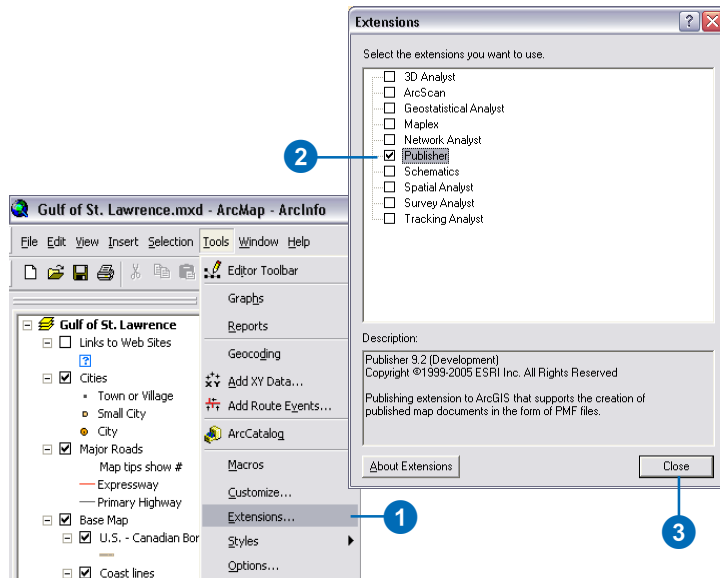 Extensions
Select the extensions you want to use.
3D Analyst
ArcScan
Geostatistical Analyst
Maplex
Network Analyst
2
Publisher
Schematics
Spatial Analyst
Survey Analyst
Tracking Analyst
Description:
Publisher 9.2 (Development)
Copyright ©1999-2005 ESRI Inc. All Rights Reserved
Publishing extension to ArcGIS that supports the creation of
published map documents in the form of PMF files.
About Extensions
Close
3
Gulf of St. Lawrence.mxd - ArcMap - ArcInfo
File Edit View Insert Selection Tools Window Help
Editor Toolbar
Graphs
Reports
Geocoding
Add XY Data...
Add Route Events...
ArcCatalog
Macros
Customize...
Extensions...
1
Styles
Options...
Gulf of St. Lawrence
Links to Web Sites
?
Cities
Town or Village
Small City
City
Major Roads
Map tips show #
Expressway
Primary Highway
Base Map
U.S. - Canadian Bor
Coast lines